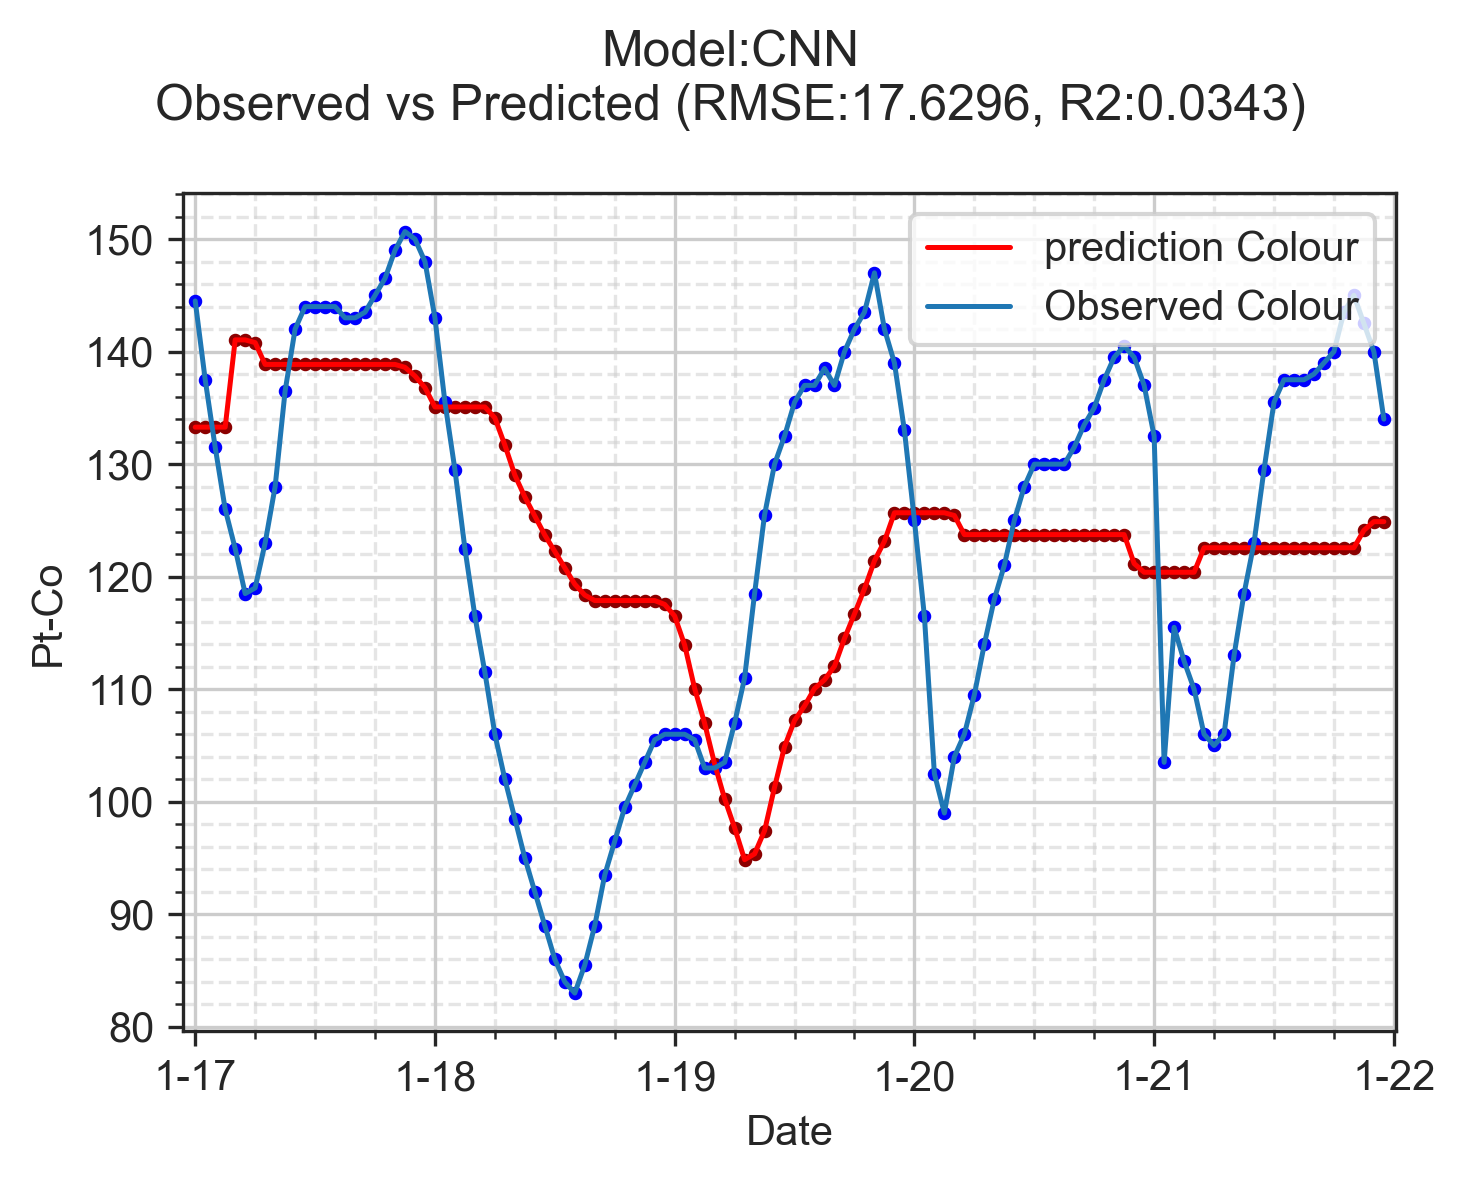 Model:CNN
Observed vs Predicted (RMSE:17.6296, R2:0.0343)
prediction Colour
Observed Colour
150
140
130
120
110
100
90
80
Pt-Co
1-17 1-18 1-19 1-20 1-21 1-22
Date